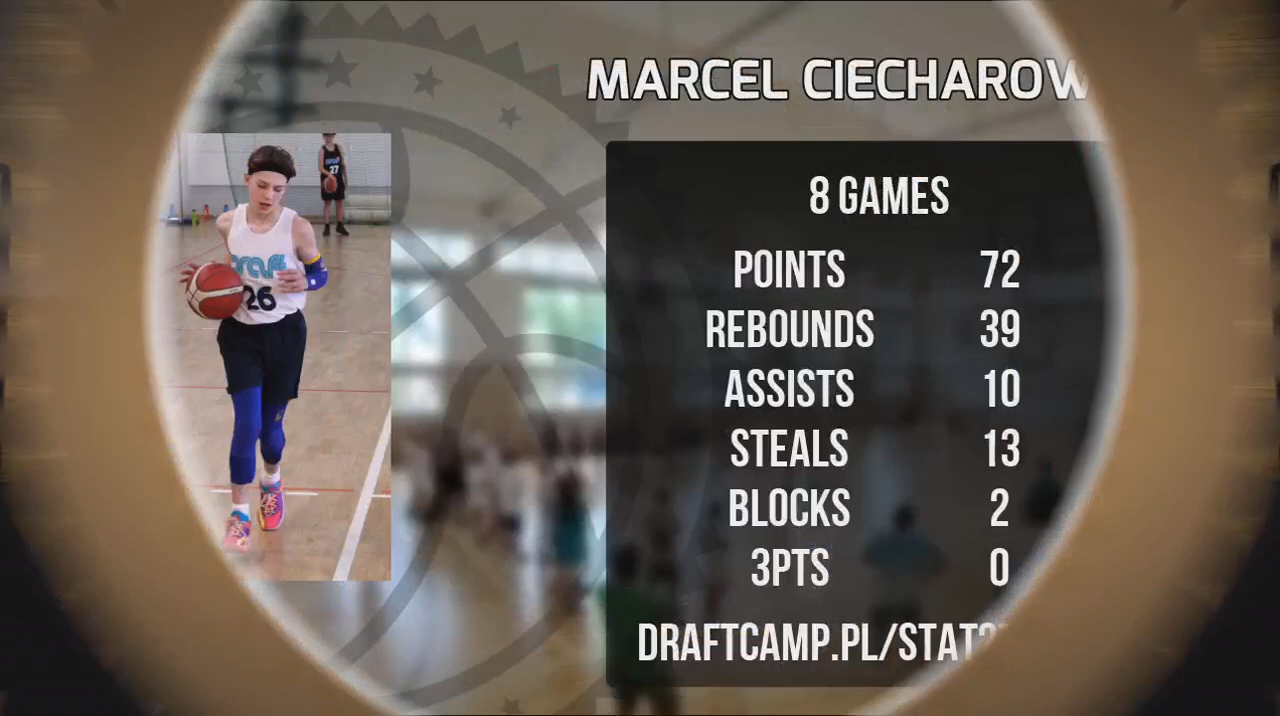 MARCEL CIECHAROW
8 GAMES
POINTS 72
REBOUNDS 39
ASSISTS 10
STEALS 13
BLOCKS 2
3PTS 0
DRAFTCAMP.PL/STAT
26